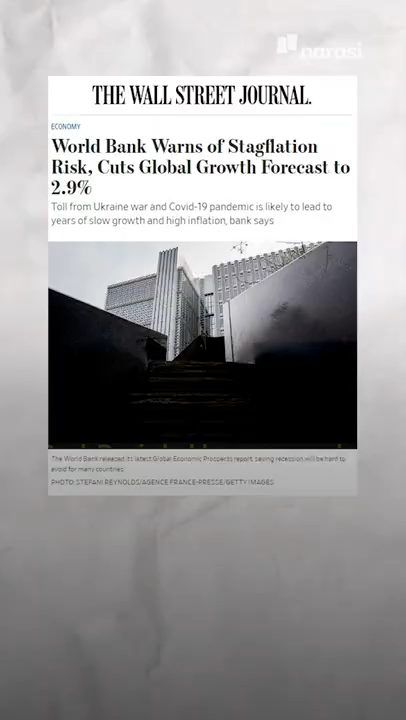 parasi
THE WALL STREET JOURNAL.
ECONOMY
World Bank Warns of Stagflation
Risk, Cuts Global Growth Forecast to
2.9%
Toll from Ukraine war and Covid-19 pandemic is likely to lead to
years of slow growth and high inflation, bank says
The World Bank released its latest Global Economic Prospects report, saying recession will be hard to
avoid for many countries.
PHOTO: STEFANI REYNOLDS/AGENCE FRANCE-PRESSE/GETTY IMAGES